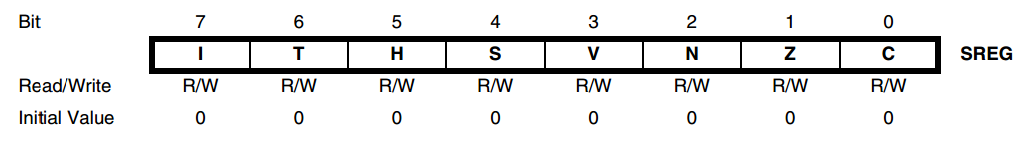 Bit 7 6 5 4 3 2 1 0
I T H S V N Z C SREG
Read/Write R/W R/W R/W R/W R/W R/W R/W R/W
Initial Value 0 0 0 0 0 0 0 0